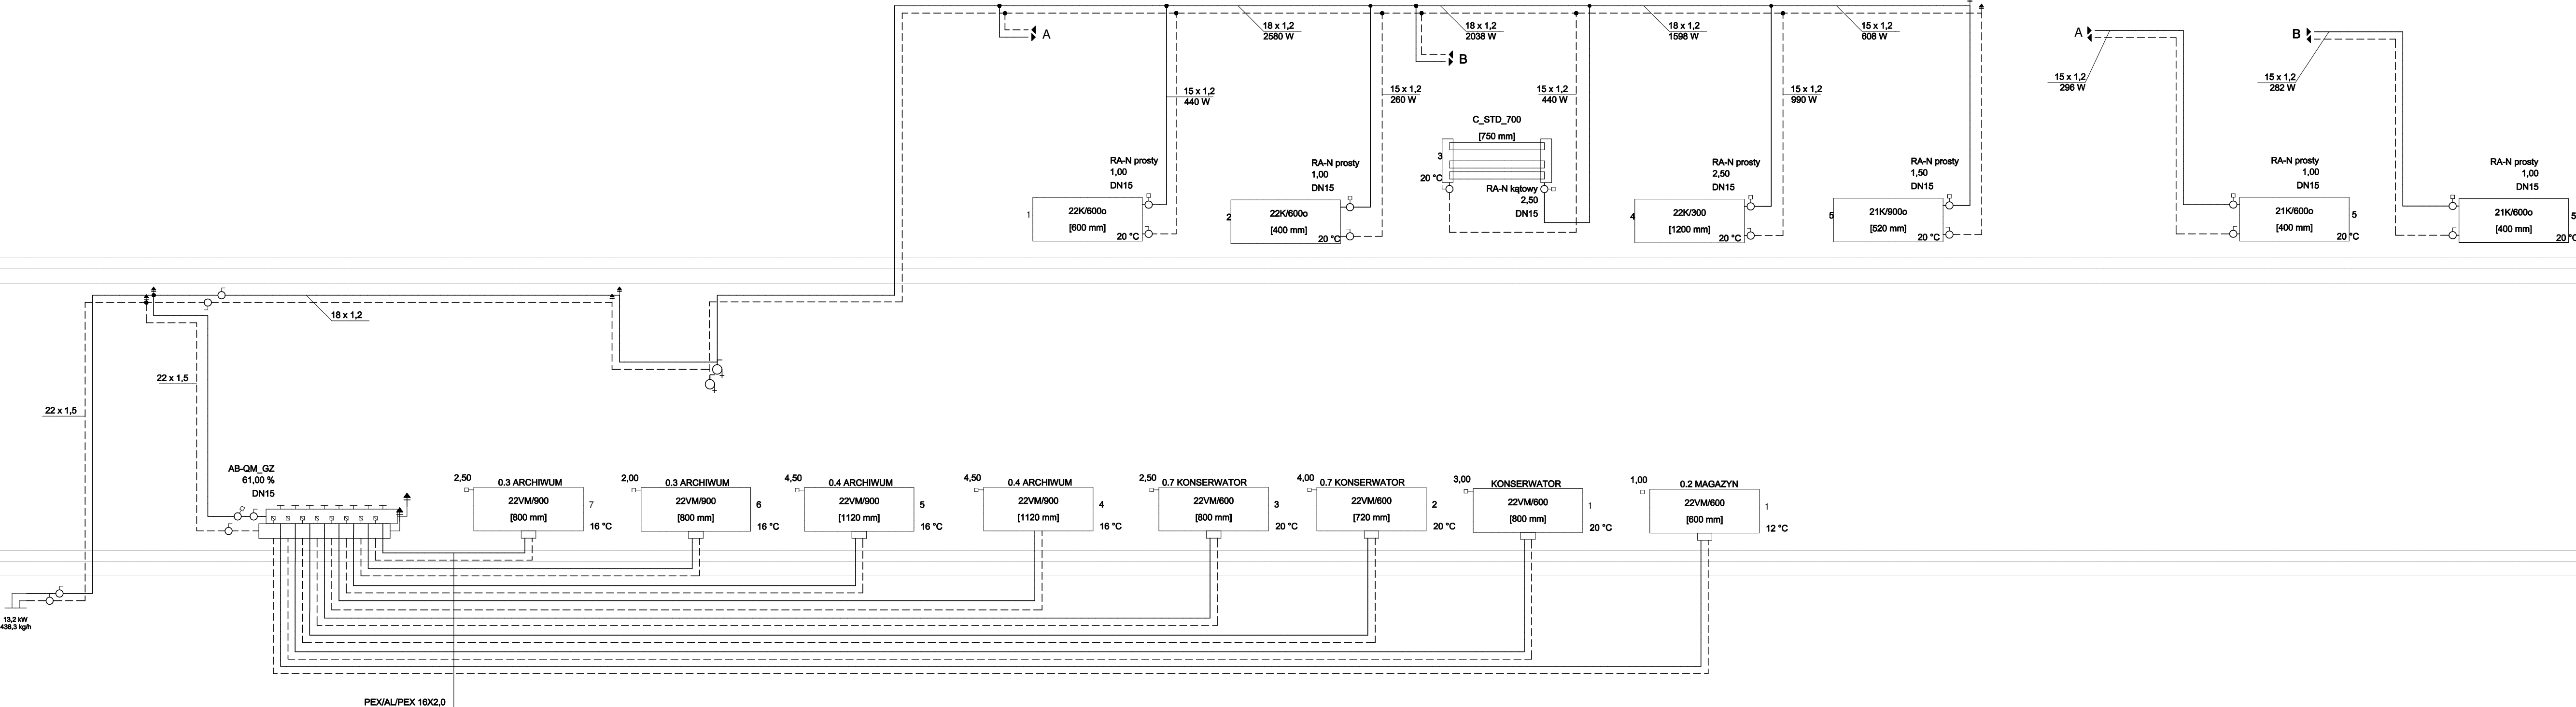 A
18 x 1,2
2580 W
18 x 1,2
2038 W
18 x 1,2
1598 W
15 x 1,2
608 W
A
B
B
15 x 1,2
296 W
15 x 1,2
282 W
15 x 1,2
440 W
15 x 1,2
260 W
15 x 1,2
440 W
15 x 1,2
990 W
C_STD_700
[750 mm]
3
20 °C
RA-N kątowy
2,50
DN15
RA-N prosty
1,00
DN15
1
22K/600o
[600 mm]
20 °C
RA-N prosty
1,00
DN15
2
22K/600o
[400 mm]
20 °C
RA-N prosty
2,50
DN15
4
22K/300
[1200 mm]
20 °C
RA-N prosty
1,50
DN15
5
21K/900o
[520 mm]
20 °C
RA-N prosty
1,00
DN15
21K/600o
[400 mm]
5
20 °C
RA-N prosty
1,00
DN15
21K/600o
[400 mm]
5
20 °C
18 x 1,2
22 x 1,5
22 x 1,5
AB-QM_GZ
61,00 %
DN15
2,50
0.3 ARCHIWUM
22VM/900
[800 mm]
7
16 °C
2,00
0.3 ARCHIWUM
22VM/900
[800 mm]
6
16 °C
4,50
0.4 ARCHIWUM
22VM/900
[1120 mm]
5
16 °C
4,50
0.4 ARCHIWUM
22VM/900
[1120 mm]
4
16 °C
2,50
0.7 KONSERWATOR
22VM/600
[800 mm]
3
20 °C
4,00
0.7 KONSERWATOR
22VM/600
[720 mm]
2
20 °C
3,00
KONSERWATOR
22VM/600
[800 mm]
1
20 °C
1,00
0.2 MAGAZYN
22VM/600
[600 mm]
1
12 °C
13,2 kW
438,3 kg/h
PEX/AL/PEX 16X2,0